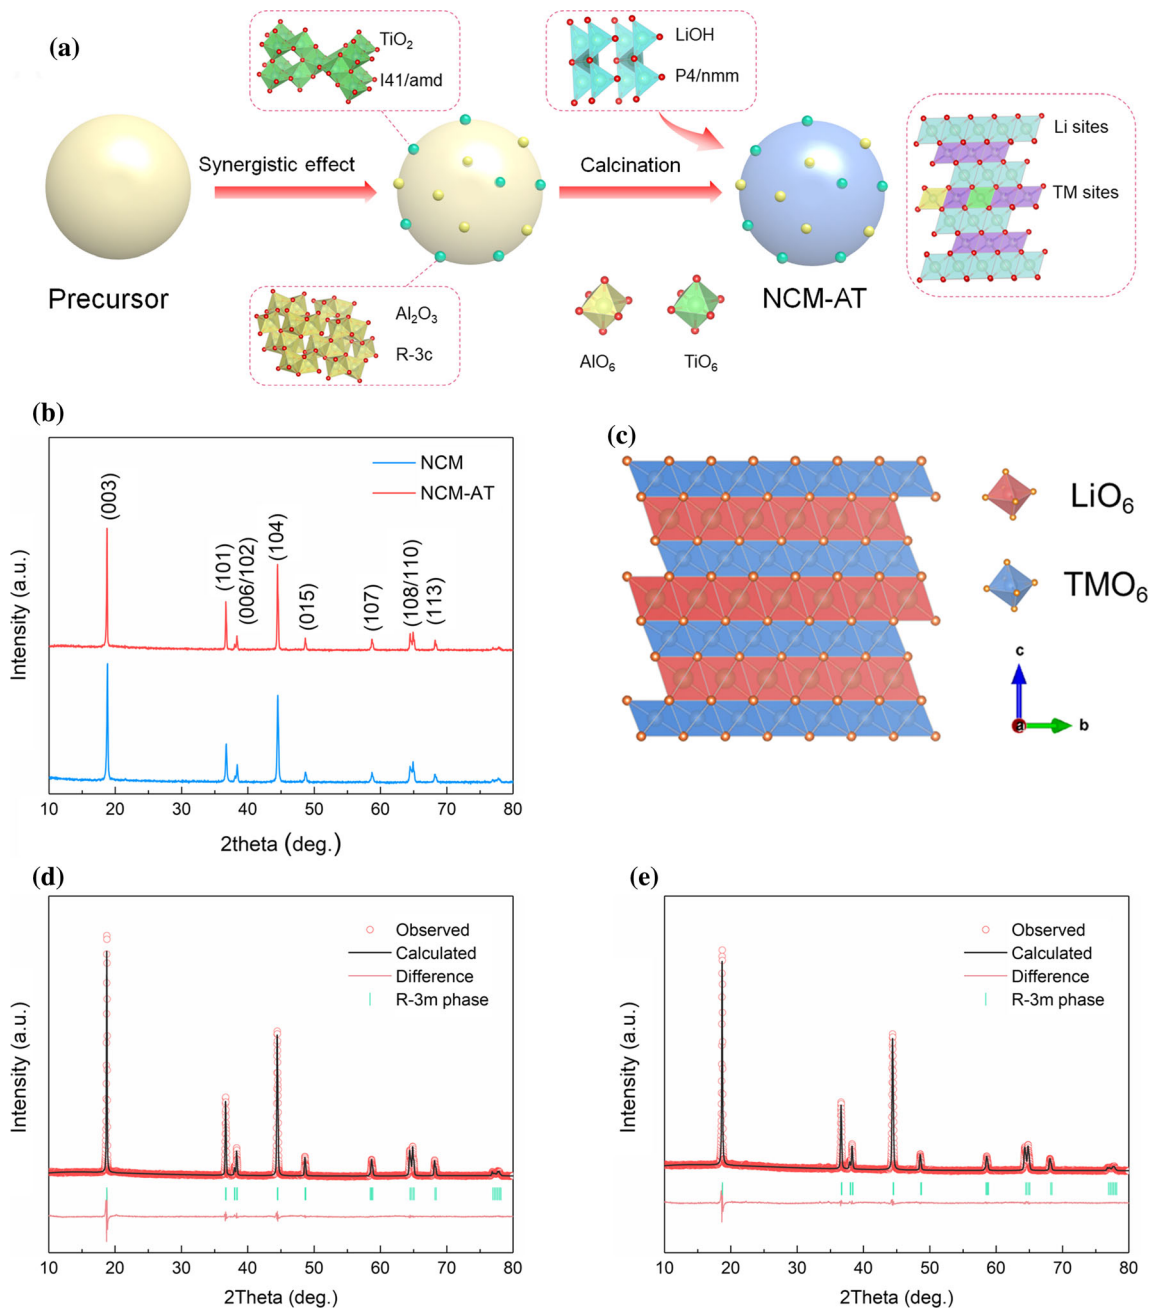 (a)
TiO2
I41/amd
LiOH
P4/nmm
Synergistic effect
Calcination
Li sites
TM sites
Precursor
NCM-AT
Al2O3
R-3c
AlO6
TiO6
(b)
NCM
NCM-AT
(003)
(101)
(006/102)
(104)
(015)
(107)
(108/110)
(113)
Intensity (a.u.)
10 20 30 40 50 60 70 80
2theta (deg.)
(c)
LiO6
TMO6
c
a
b
(d)
Observed
Calculated
Difference
R-3m phase
Intensity (a.u.)
10 20 30 40 50 60 70 80
2Theta (deg.)
(e)
Observed
Calculated
Difference
R-3m phase
Intensity (a.u.)
10 20 30 40 50 60 70 80
2Theta (deg.)